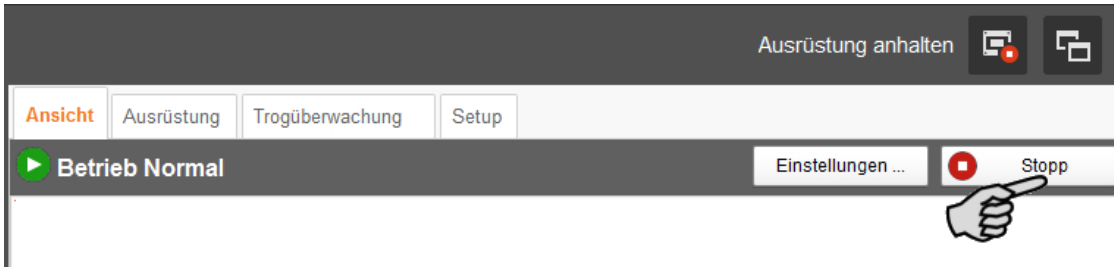 Ausrüstung anhalten
Ansicht Ausrüstung Trogüberwachung Setup
Betrieb Normal Einstellungen ... Stopp